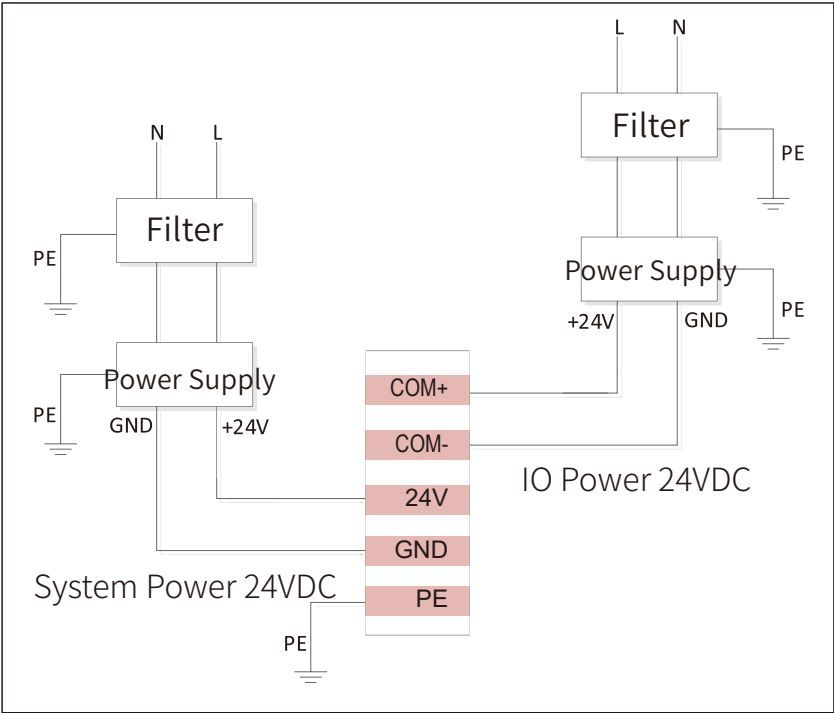 L N
Filter
PE
N L
Filter
PE
Power Supply
PE
+24V GND
Power Supply
PE
GND +24V
COM+
COM-
24V
GND
PE
IO Power 24VDC
System Power 24VDC
PE